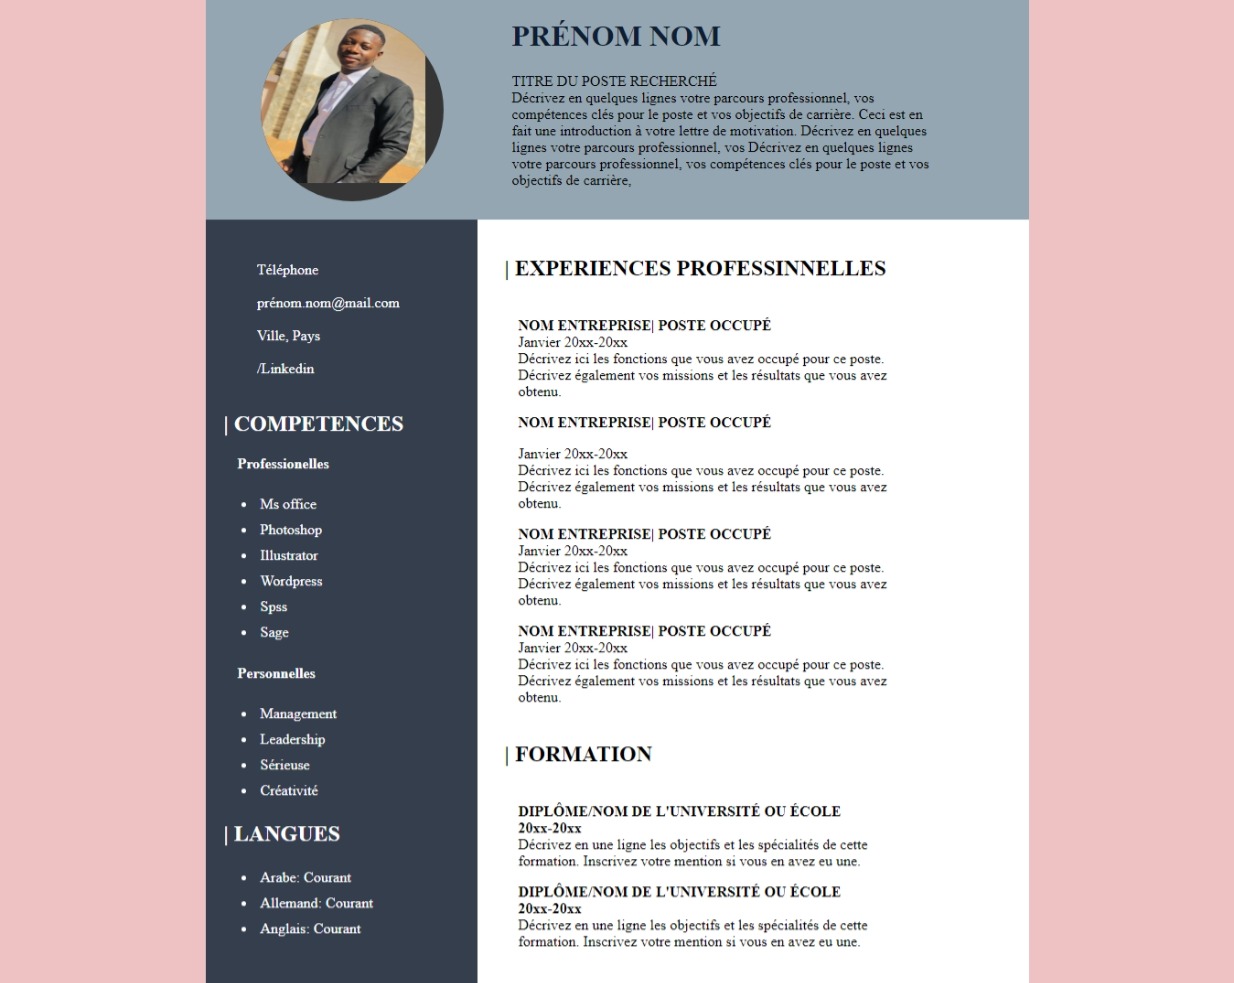 PRÉNOM NOM
TITRE DU POSTE RECHERCHÉ
Décrivez en quelques lignes votre parcours professionnel, vos
compétences clés pour le poste et vos objectifs de carrière. Ceci est en
fait une introduction à votre lettre de motivation. Décrivez en quelques
lignes votre parcours professionnel, vos Décrivez en quelques lignes
votre parcours professionnel, vos compétences clés pour le poste et vos
objectifs de carrière,
Téléphone
prénom.nom@mail.com
Ville, Pays
/Linkedin
| COMPETENCES
Professionelles
• Ms office
• Photoshop
• Illustrator
• Wordpress
• Spss
• Sage
Personnelles
• Management
• Leadership
• Sérieuse
• Créativité
| LANGUES
• Arabe: Courant
• Allemand: Courant
• Anglais: Courant
| EXPERIENCES PROFESSINNELLES
NOM ENTREPRISE| POSTE OCCUPÉ
Janvier 20xx-20xx
Décrivez ici les fonctions que vous avez occupé pour ce poste.
Décrivez également vos missions et les résultats que vous avez
obtenu.
NOM ENTREPRISE| POSTE OCCUPÉ
Janvier 20xx-20xx
Décrivez ici les fonctions que vous avez occupé pour ce poste.
Décrivez également vos missions et les résultats que vous avez
obtenu.
NOM ENTREPRISE| POSTE OCCUPÉ
Janvier 20xx-20xx
Décrivez ici les fonctions que vous avez occupé pour ce poste.
Décrivez également vos missions et les résultats que vous avez
obtenu.
NOM ENTREPRISE| POSTE OCCUPÉ
Janvier 20xx-20xx
Décrivez ici les fonctions que vous avez occupé pour ce poste.
Décrivez également vos missions et les résultats que vous avez
obtenu.
| FORMATION
DIPLÔME/NOM DE L'UNIVERSITÉ OU ÉCOLE
20xx-20xx
Décrivez en une ligne les objectifs et les spécialités de cette
formation. Inscrivez votre mention si vous en avez eu une.
DIPLÔME/NOM DE L'UNIVERSITÉ OU ÉCOLE
20xx-20xx
Décrivez en une ligne les objectifs et les spécialités de cette
formation. Inscrivez votre mention si vous en avez eu une.